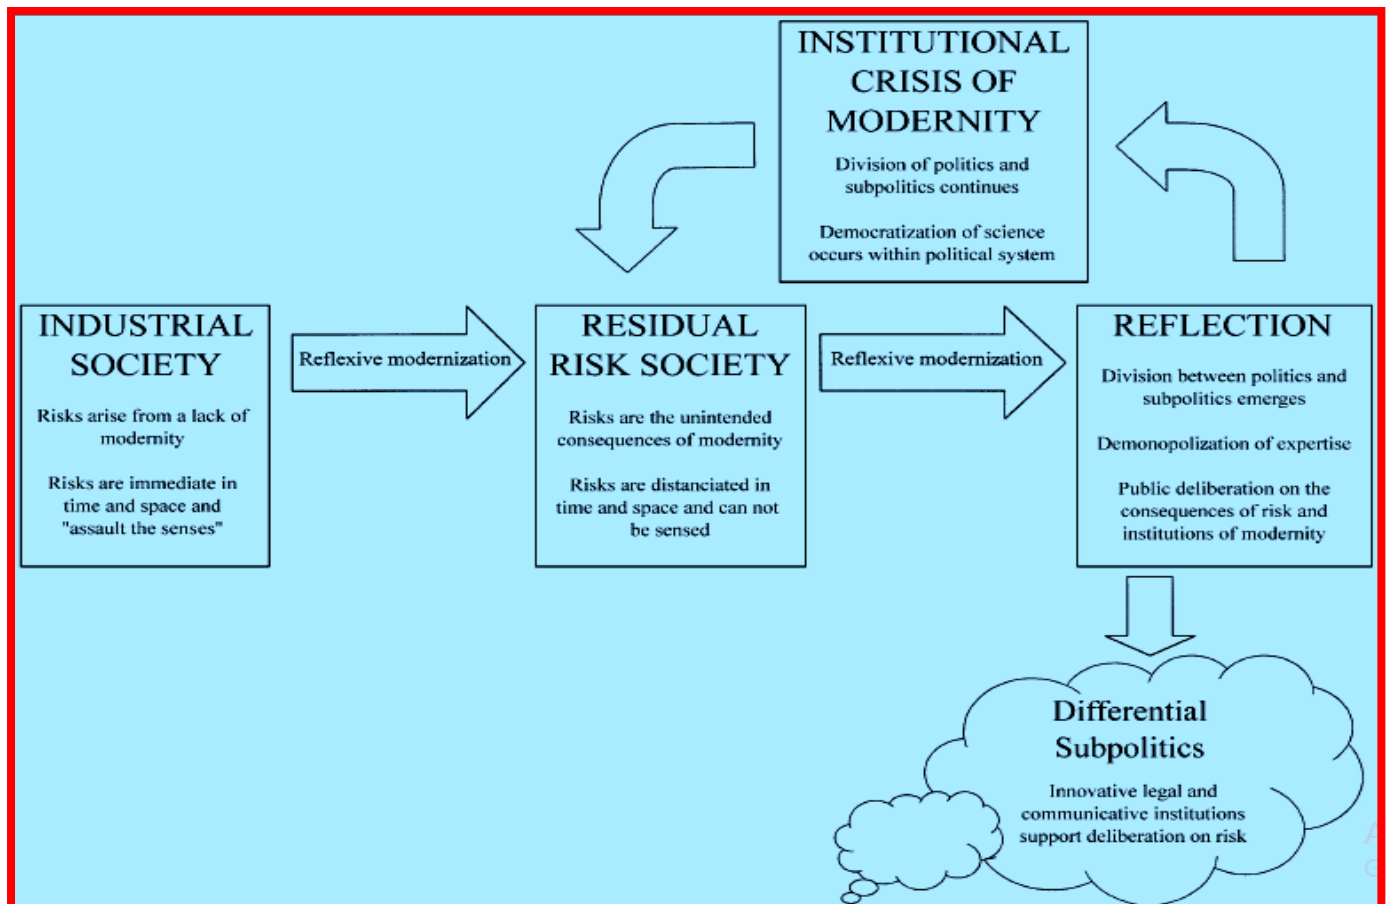 INSTITUTIONAL
CRISIS OF
MODERNITY
Division of politics and
subpolitics continues
Democratization of science
occurs within political system
INDUSTRIAL
SOCIETY
Risks arise from a lack of
modernity
Risks are immediate in
time and space and
"assault the senses"
Reflexive modernization
RESIDUAL
RISK SOCIETY
Risks are the unintended
consequences of modernity
Risks are distanciated in
time and space and can not
be sensed
Reflexive modernization
REFLECTION
Division between politics and
subpolitics emerges
Demonopolization of expertise
Public deliberation on the
consequences of risk and
institutions of modernity
Differential
Subpolitics
Innovative legal and
communicative institutions
support deliberation on risk